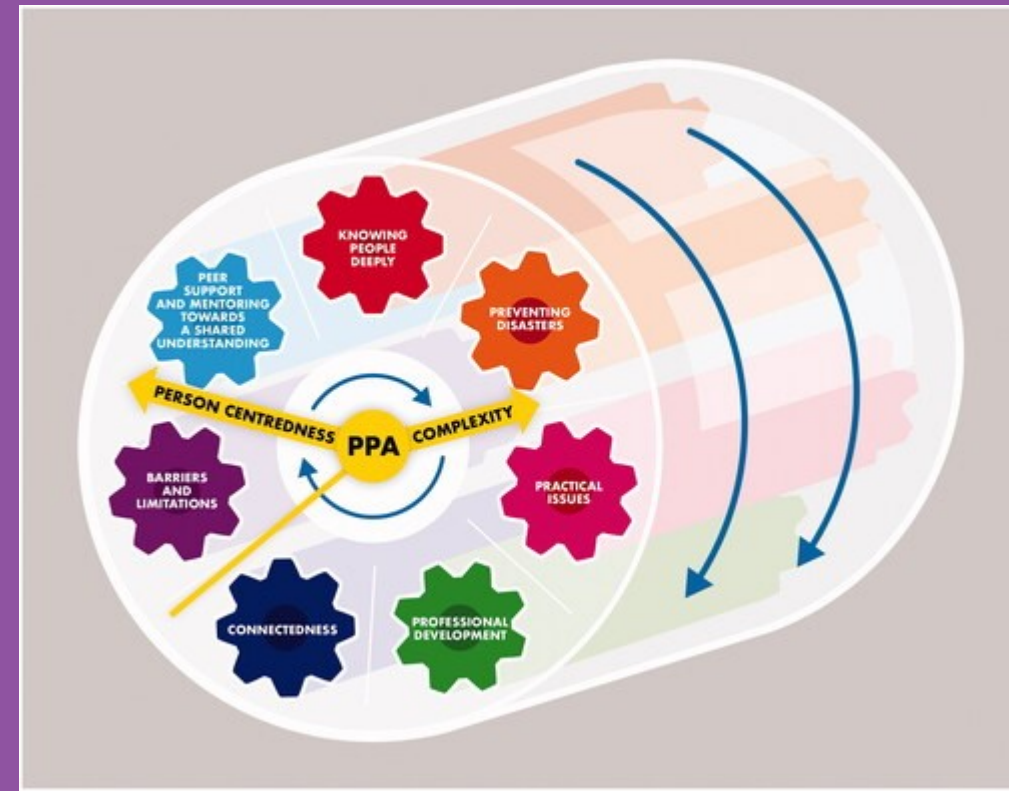 KNOWING
PEOPLE
DEEPLY
PEER
SUPPORT
AND MENTORING
TOWARDS
A SHARED
UNDERSTANDING
PREVENTING
DISASTERS
PERSON CENTREDNESS
PPA
COMPLEXITY
BARRIERS
AND
LIMITATIONS
PRACTICAL
ISSUES
CONNECTEDNESS
PROFESSIONAL
DEVELOPMENT